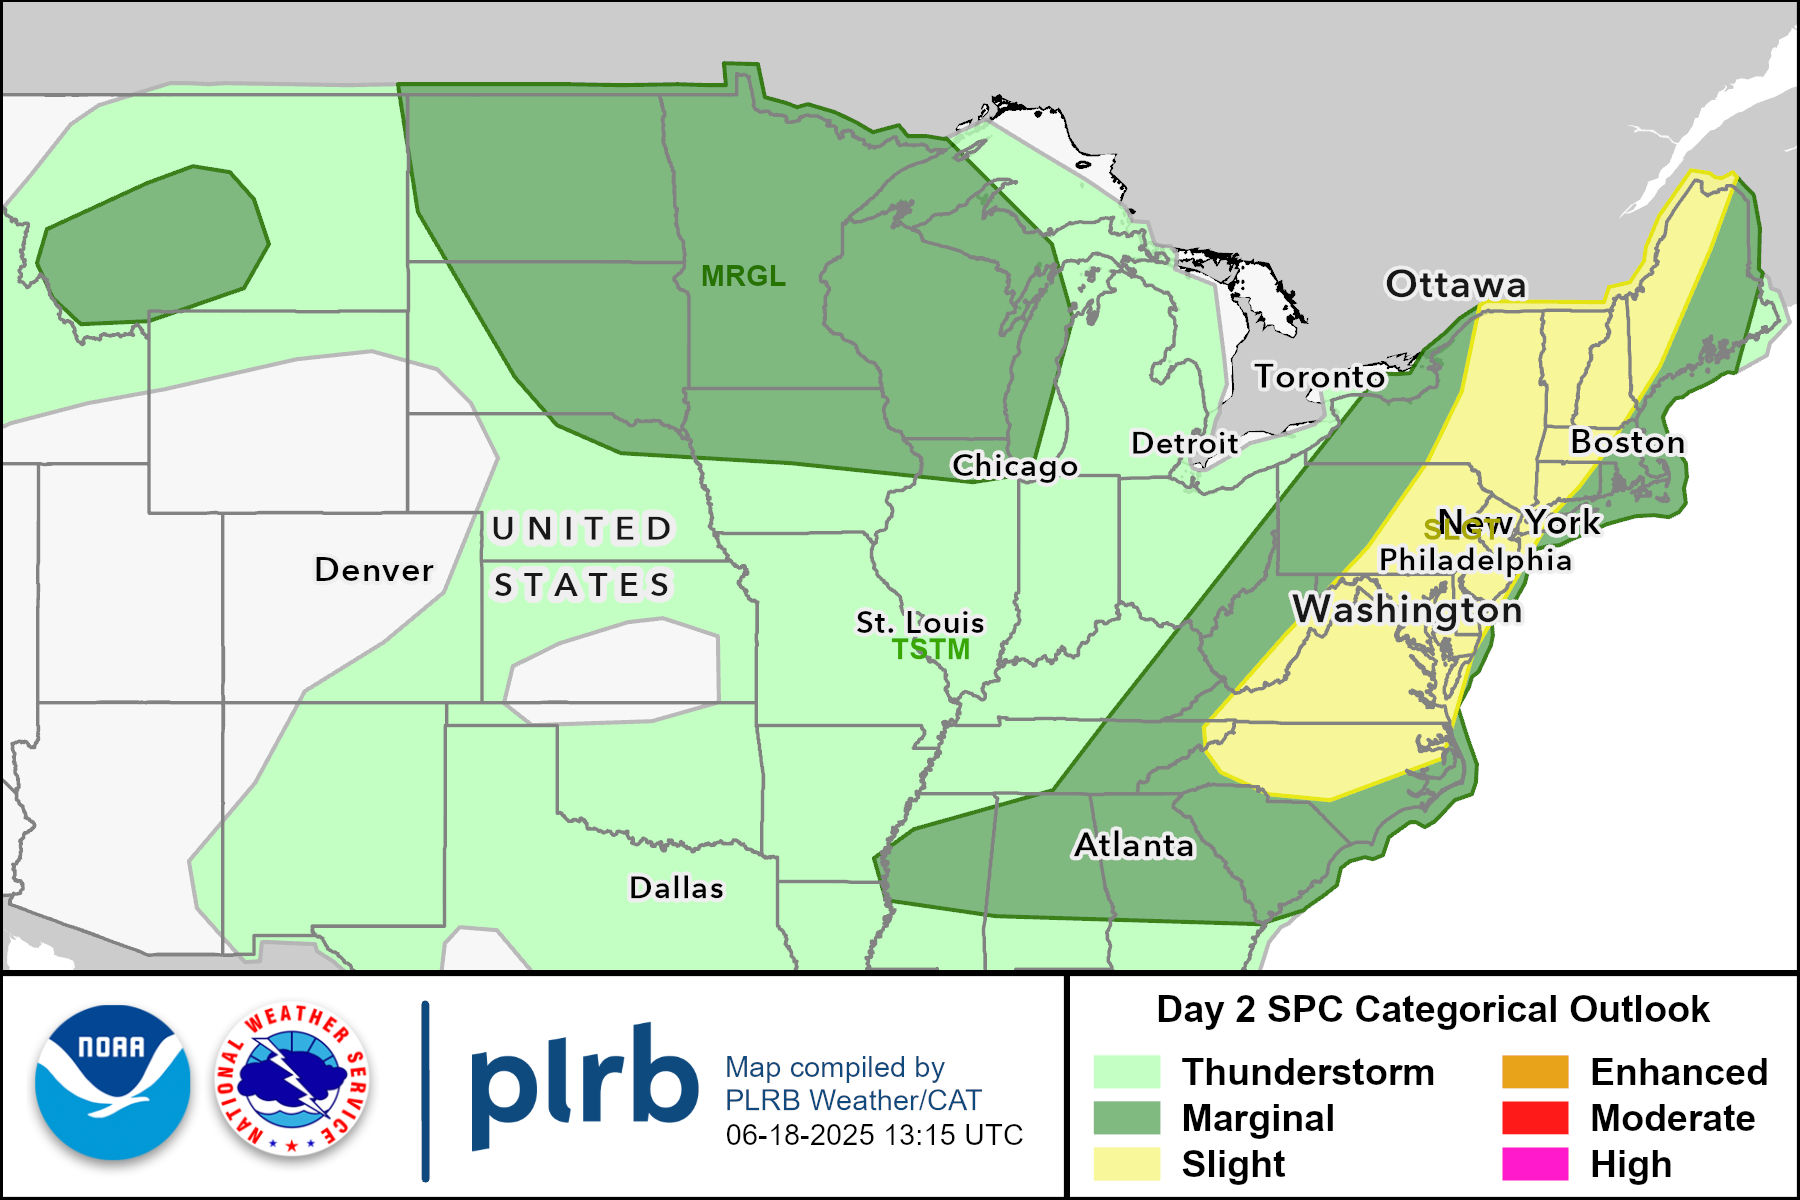 MRGL
Ottawa
Toronto
Detroit
Boston
Chicago
New York
SLGT
UNITED
Philadelphia
Denver
STATES
Washington
St. Louis
TSTM
Atlanta
Dallas
NOAA
NATIONAL WEATHER SERVICE
plrb
Map compiled by
PLRB Weather/CAT
06-18-2025 13:15 UTC
Day 2 SPC Categorical Outlook
Thunderstorm
Marginal
Slight
Enhanced
Moderate
High